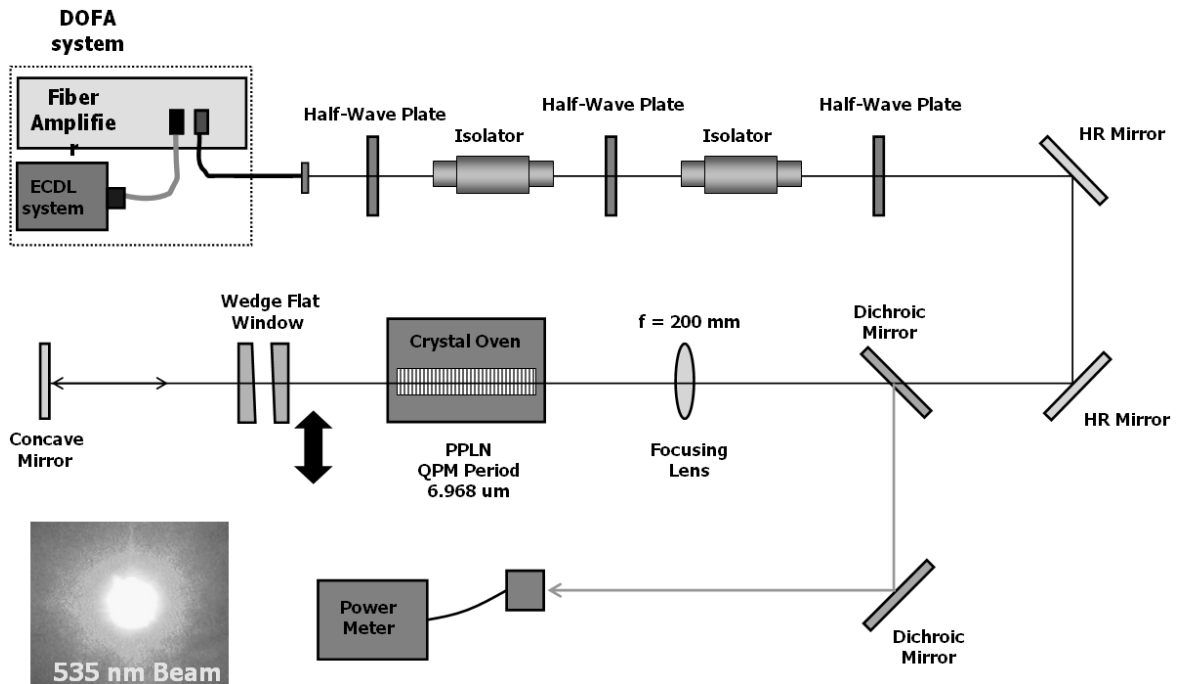 DOFA
system
Fiber
Amplifie
r
ECDL
system
Half-Wave Plate
Isolator
Half-Wave Plate
Isolator
Half-Wave Plate
HR Mirror
Wedge Flat
Window
Crystal Oven
f = 200 mm
Dichroic
Mirror
Concave
Mirror
PPLN
QPM Period
6.968 um
Focusing
Lens
HR Mirror
535 nm Beam
Power
Meter
Dichroic
Mirror